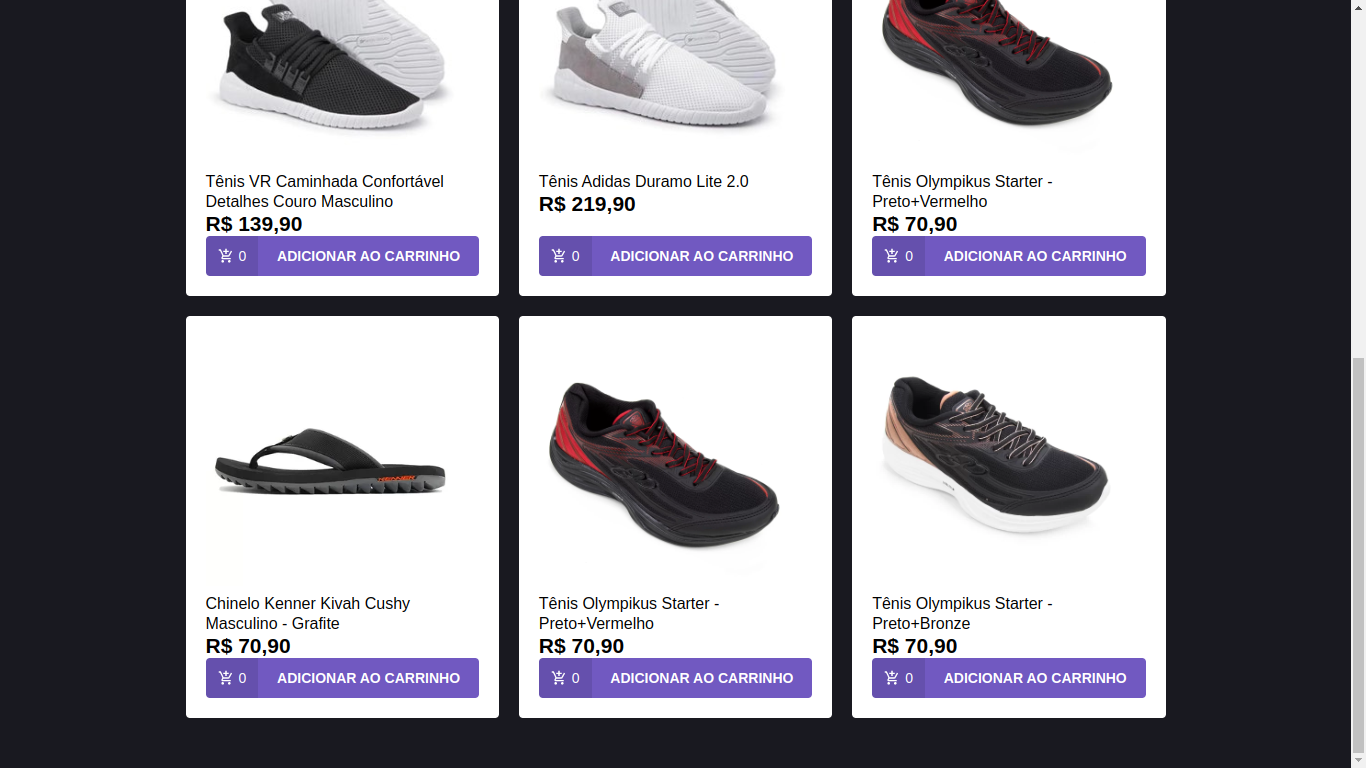 Tênis VR Caminhada Confortável
Detalhes Couro Masculino
R$ 139,90
0 ADICIONAR AO CARRINHO
Tênis Adidas Duramo Lite 2.0
R$ 219,90
0 ADICIONAR AO CARRINHO
Tênis Olympikus Starter -
Preto+Vermelho
R$ 70,90
0 ADICIONAR AO CARRINHO
Chinelo Kenner Kivah Cushy
Masculino - Grafite
R$ 70,90
0 ADICIONAR AO CARRINHO
Tênis Olympikus Starter -
Preto+Vermelho
R$ 70,90
0 ADICIONAR AO CARRINHO
Tênis Olympikus Starter -
Preto+Bronze
R$ 70,90
0 ADICIONAR AO CARRINHO